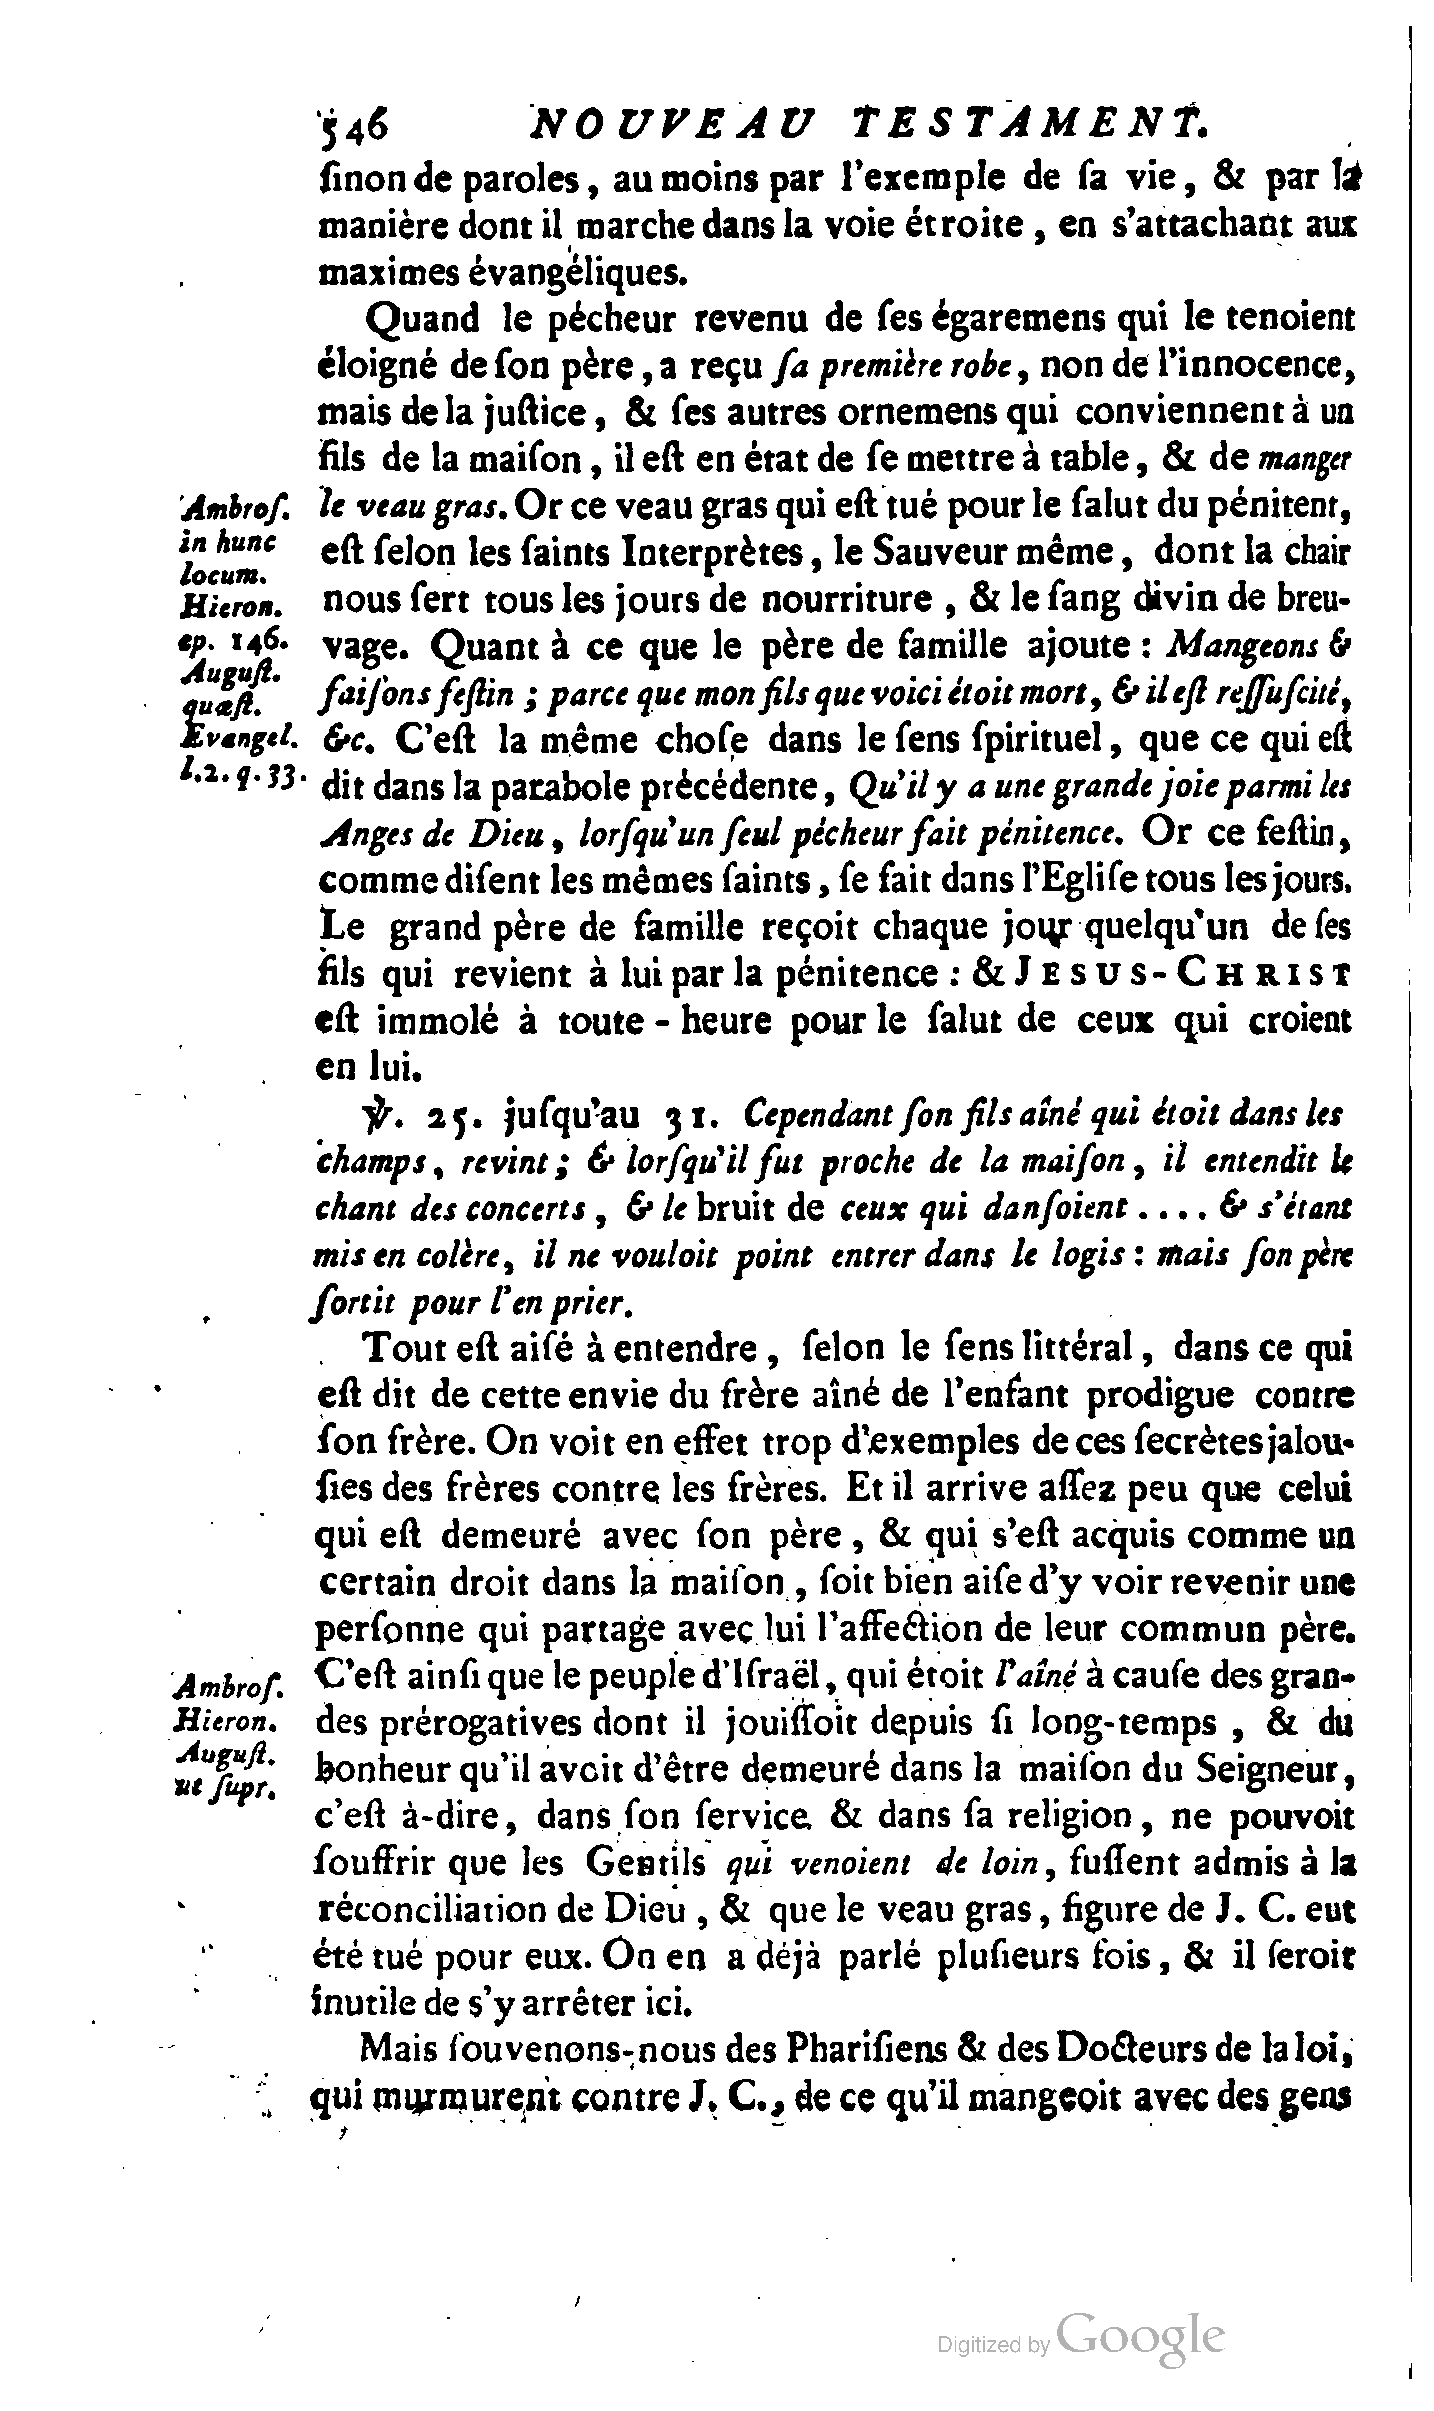 546 NOUVEAU TESTAMENT.
ſinon de paroles, au moins par l'exemple de ſa vie, & par la
manière dont il marche dans la voie étroite, en s'attachant aux
maximes évangéliques.
Quand le pécheur revenu de ſes égaremens qui le tenoient
éloigné de ſon père, a reçu ſa première robe, non de l'innocence,
mais de la juſtice, & ſes autres ornemens qui conviennent à un
fils de la maiſon, il eſt en état de ſe mettre à table, & de manger
le veau gras. Or ce veau gras qui eſt tué pour le ſalut du pénitent,
eſt ſelon les ſaints Interprètes, le Sauveur même, dont la chair
nous ſert tous les jours de nourriture, & le ſang divin de breu-
vage. Quant à ce que le père de famille ajoute : Mangeons &
faiſons feſtin ; parce que mon fils que voici étoit mort, & il eſt reſſuſcité,
&c. C'eſt la même choſe dans le ſens ſpirituel, que ce qui eſt
dit dans la parabole précédente, Qu'il y a une grande joie parmi les
Anges de Dieu, lorſqu'un ſeul pécheur fait pénitence. Or ce feſtin,
comme diſent les mêmes ſaints, ſe fait dans l'Egliſe tous les jours.
Le grand père de famille reçoit chaque jour quelqu'un de ſes
fils qui revient à lui par la pénitence : & JESUS-CHRIST
eſt immolé à toute-heure pour le ſalut de ceux qui croient
en lui.
Ambroſ.
in hunc
locum.
Hieron.
ep. 146.
Auguſt.
quæſt.
Evangel.
l.2. q. 33.
℣. 25. juſqu'au 31. Cependant ſon fils aîné qui étoit dans les
champs, revint ; & lorſqu'il fut proche de la maiſon, il entendit le
chant des concerts, & le bruit de ceux qui danſoient .... & s'étant
mis en colère, il ne vouloit point entrer dans le logis : mais ſon père
ſortit pour l'en prier.
Tout eſt aiſé à entendre, ſelon le ſens littéral, dans ce qui
eſt dit de cette envie du frère aîné de l'enfant prodigue contre
ſon frère. On voit en effet trop d'exemples de ces ſecrètes jalou-
ſies des frères contre les frères. Et il arrive aſſez peu que celui
qui eſt demeuré avec ſon père, & qui s'eſt acquis comme un
certain droit dans la maiſon, ſoit bien aiſe d'y voir revenir une
perſonne qui partage avec lui l'affection de leur commun père.
C'eſt ainſi que le peuple d'Iſraël, qui étoit l'aîné à cauſe des gran-
des prérogatives dont il jouiſſoit depuis ſi long-temps, & du
bonheur qu'il avoit d'être demeuré dans la maiſon du Seigneur,
c'eſt à-dire, dans ſon ſervice & dans ſa religion, ne pouvoit
ſouffrir que les Gentils qui venoient de loin, fuſſent admis à la
réconciliation de Dieu, & que le veau gras, figure de J. C. eut
été tué pour eux. On en a déjà parlé pluſieurs fois, & il ſeroit
inutile de s'y arrêter ici.
Ambroſ.
Hieron.
Auguſt.
ut ſupr.
Mais ſouvenons-nous des Phariſiens & des Docteurs de la loi,
qui murmurent contre J. C., de ce qu'il mangeoit avec des gens
Digitized by Google